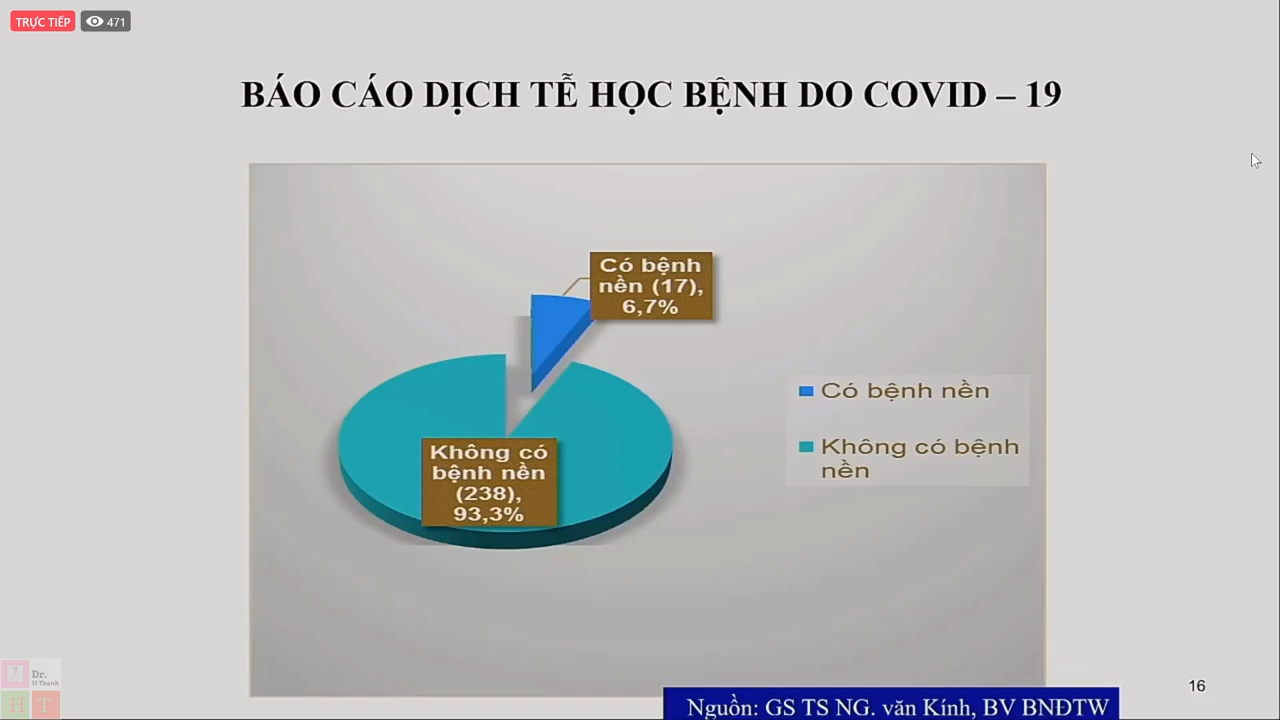 TRỰC TIẾP
471
BÁO CÁO DỊCH TỄ HỌC BỆNH DO COVID – 19
Có bệnh
nền (17),
6,7%
Có bệnh nền
Không có bệnh
nền
Không có
bệnh nền
(238),
93,3%
?
Dr.
H Thanh
H T
16
Nguồn: GS TS NG. văn Kính, BV BNĐTW